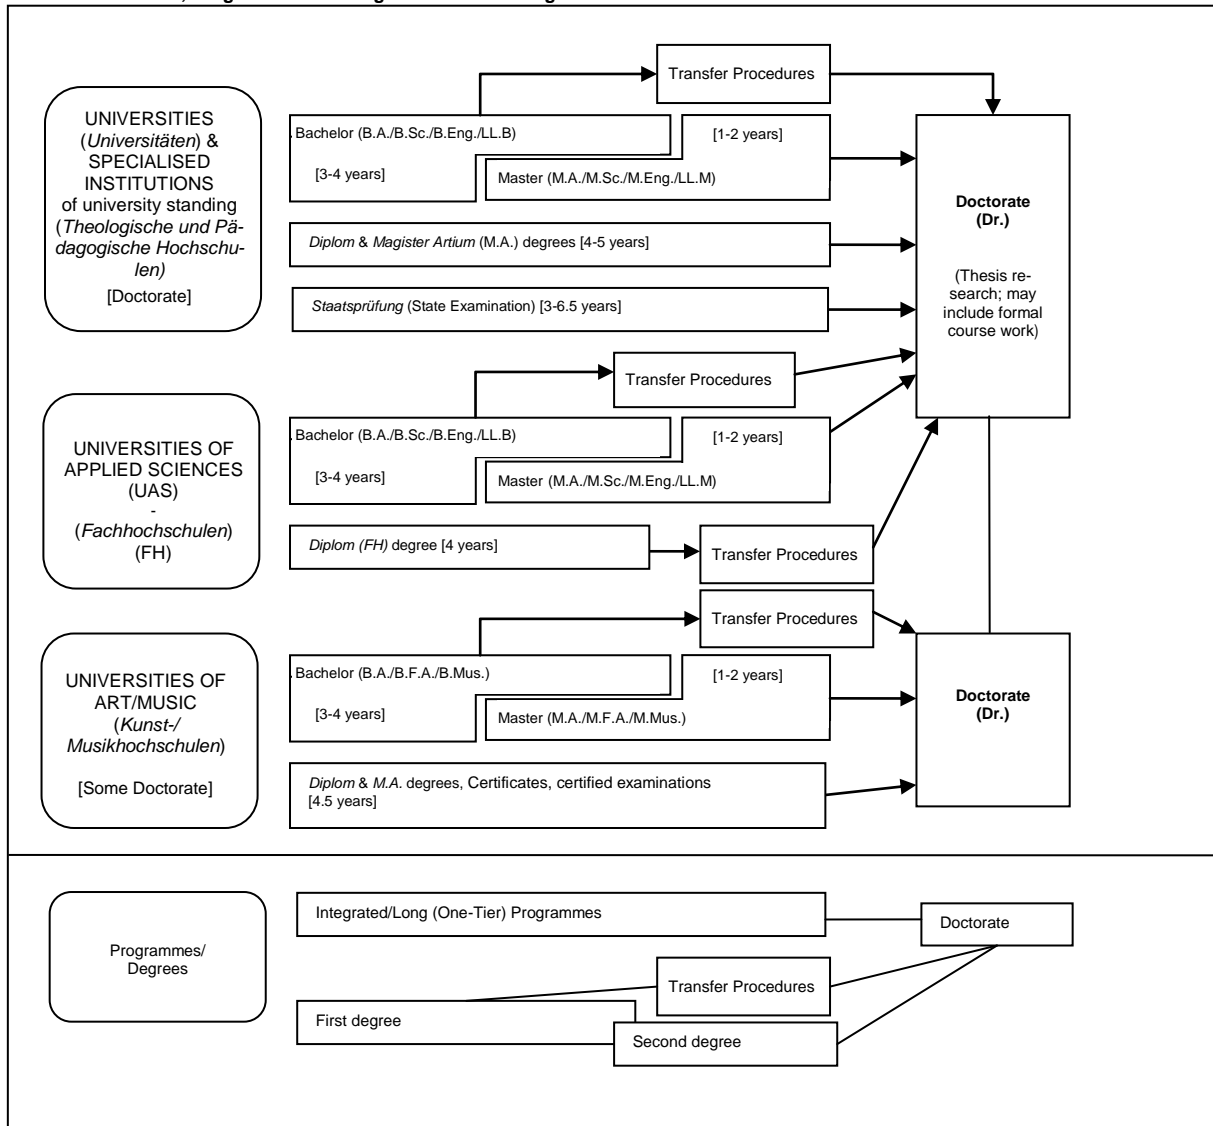 Transfer Procedures
UNIVERSITIES
(Universitäten) &
SPECIALISED
INSTITUTIONS
of university standing
(Theologische und Pä-
dagogische Hochschu-
len)
[Doctorate]
. Bachelor (B.A./B.Sc./B.Eng./LL.B)
[3-4 years]
[1-2 years]
Master (M.A./M.Sc./M.Eng./LL.M)
Diplom & Magister Artium (M.A.) degrees [4-5 years]
Staatsprüfung (State Examination) [3-6.5 years]
Doctorate
(Dr.)
(Thesis re-
search; may
include formal
course work)
Transfer Procedures
UNIVERSITIES OF
APPLIED SCIENCES
(UAS)
-
(Fachhochschulen)
(FH)
. Bachelor (B.A./B.Sc./B.Eng./LL.B)
[3-4 years]
[1-2 years]
Master (M.A./M.Sc./M.Eng./LL.M)
Diplom (FH) degree [4 years]
Transfer Procedures
Transfer Procedures
UNIVERSITIES OF
ART/MUSIC
(Kunst-/
Musikhochschulen)
[Some Doctorate]
. Bachelor (B.A./B.F.A./B.Mus.)
[3-4 years]
[1-2 years]
Master (M.A./M.F.A./M.Mus.)
Diplom & M.A. degrees, Certificates, certified examinations
[4.5 years]
Doctorate
(Dr.)
Programmes/
Degrees
Integrated/Long (One-Tier) Programmes
Doctorate
Transfer Procedures
First degree
Second degree